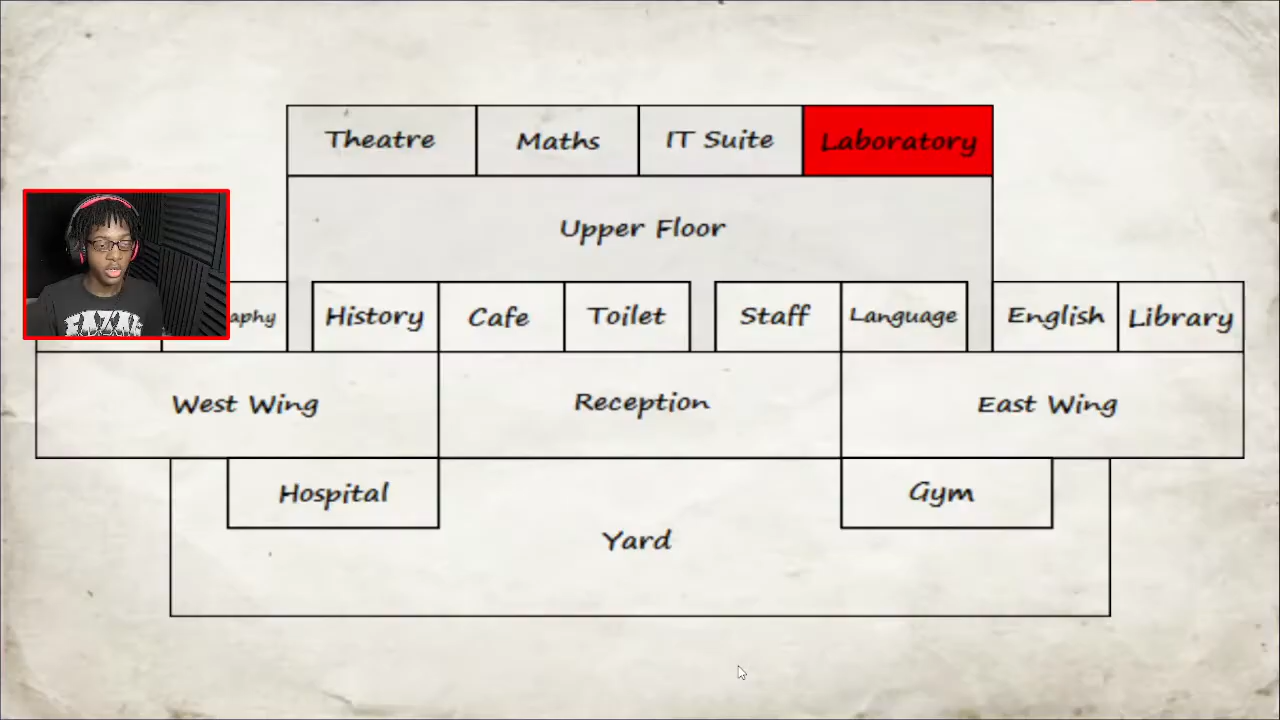 Theatre
Maths
IT Suite
Laboratory
Upper Floor
History
Cafe
Toilet
Staff
Language
English
Library
West Wing
Reception
East Wing
Hospital
Gym
Yard